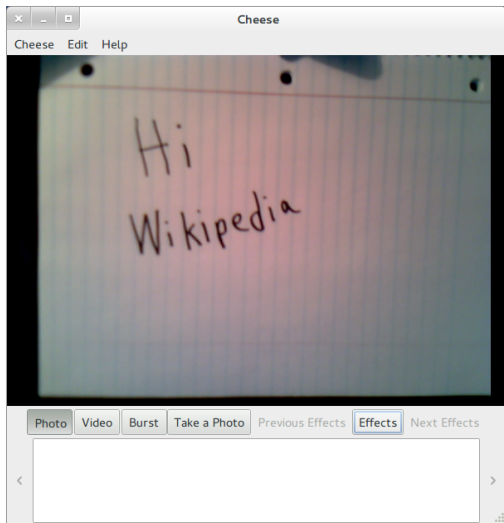 Cheese
Cheese Edit Help
Hi
Wikipedia
Photo Video Burst Take a Photo Previous Effects Effects Next Effects